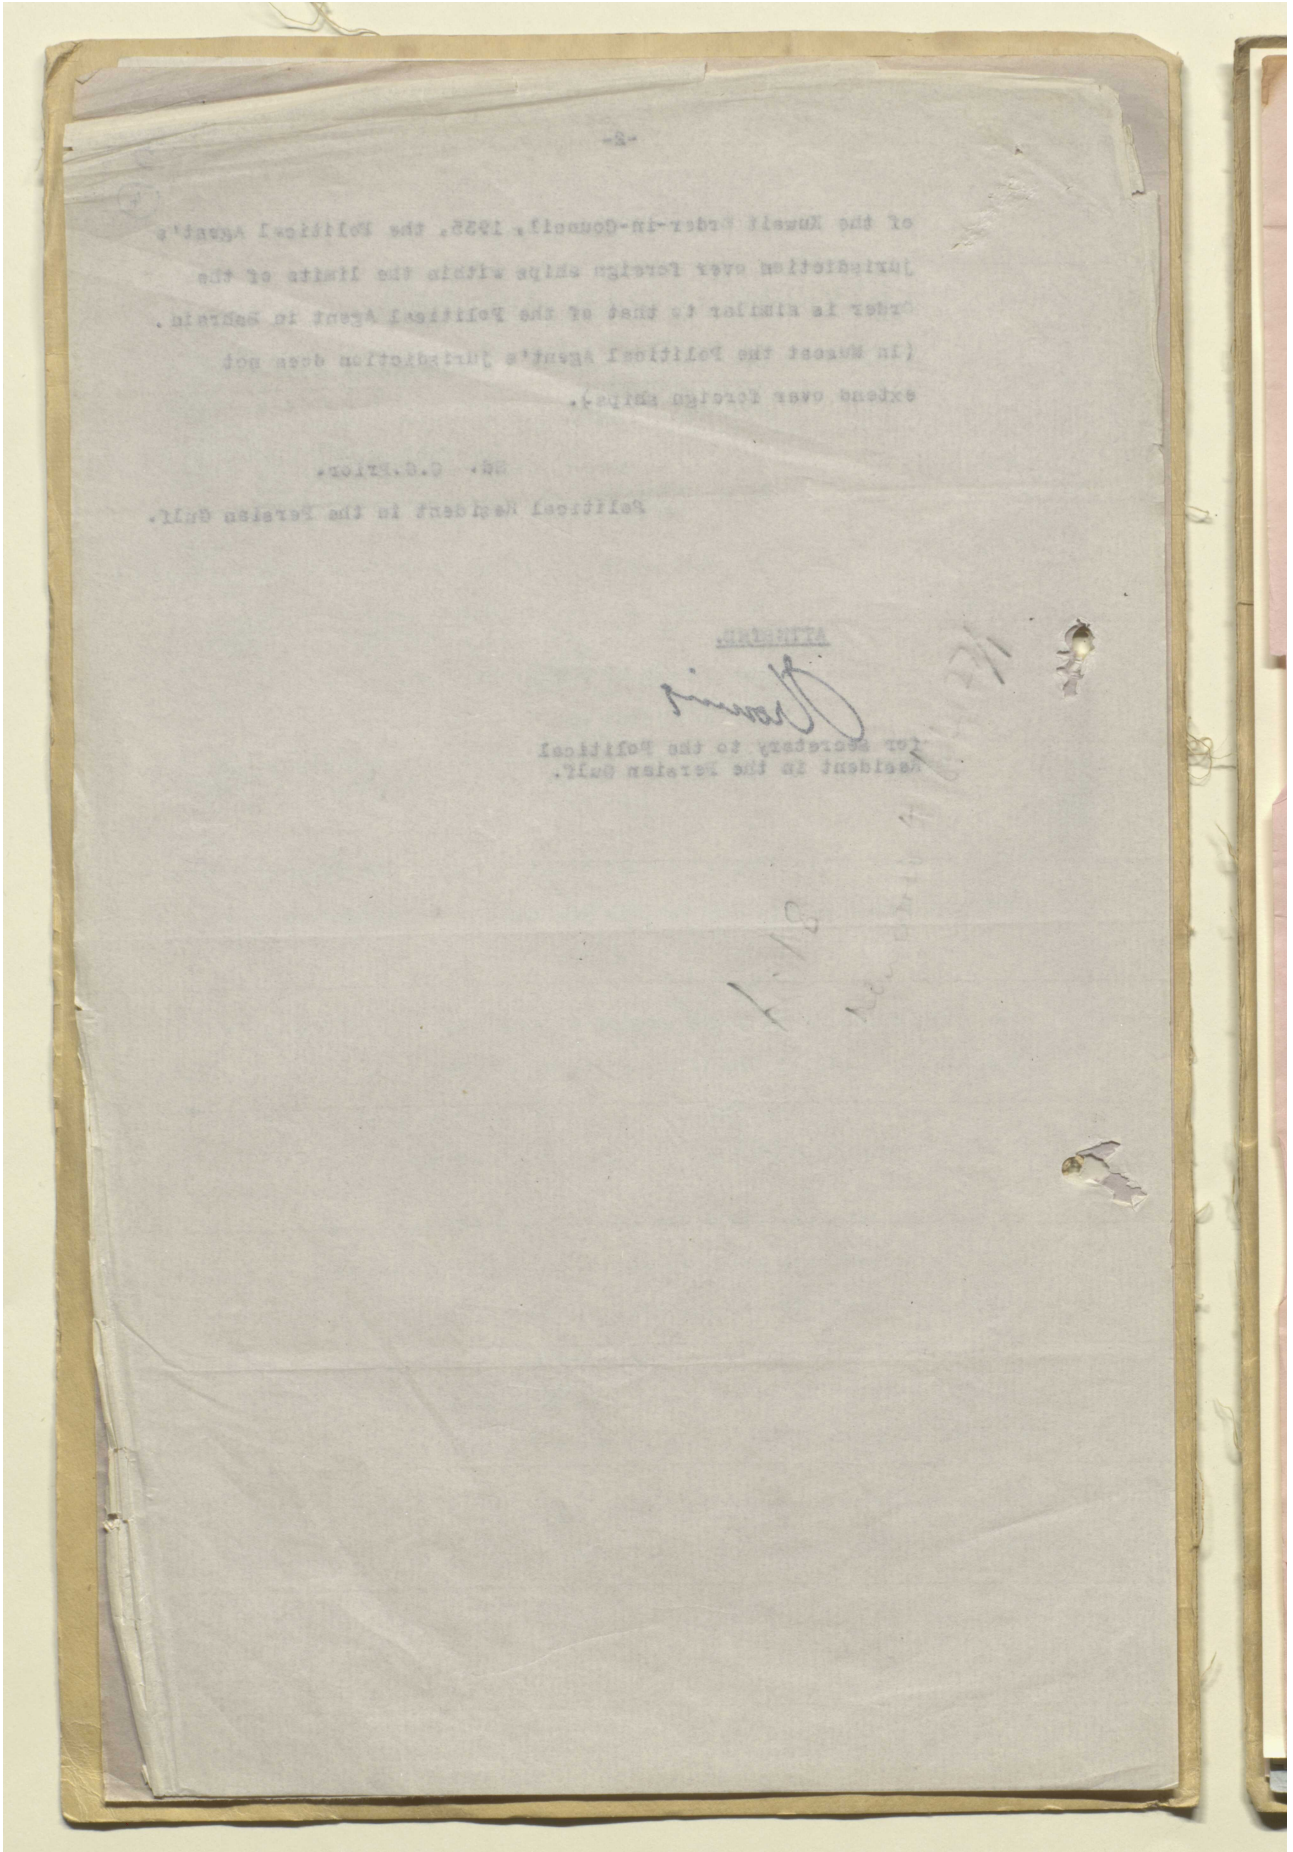 -2-
of the Kuwait Order-in-Council, 1935, the Political Agent's
jurisdiction over foreign ships within the limits of the
Order is similar to that of the Political Agent in Bahrain.
(In Muscat the Political Agent's jurisdiction does not
extend over foreign ships).
Sd. C.G.Prior.
Political Resident in the Persian Gulf.
ATTESTED.
for Secretary to the Political
Resident in the Persian Gulf.